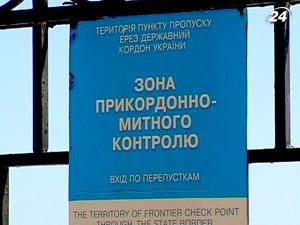 24
ТЕРИТОРІЯ ПУНКТУ ПРОПУСКУ
ЕРЕЗ ДЕРЖАВНИЙ
КОРДОН УКРАЇНИ
ЗОНА
ПРИКОРДОННО-
МИТНОГО
КОНТРОЛЮ
ВХІД ПО ПЕРЕПУСТКАМ
THE TERRITORY OF FRONTIER CHECK POINT
THROUGH THE STATE BORDER